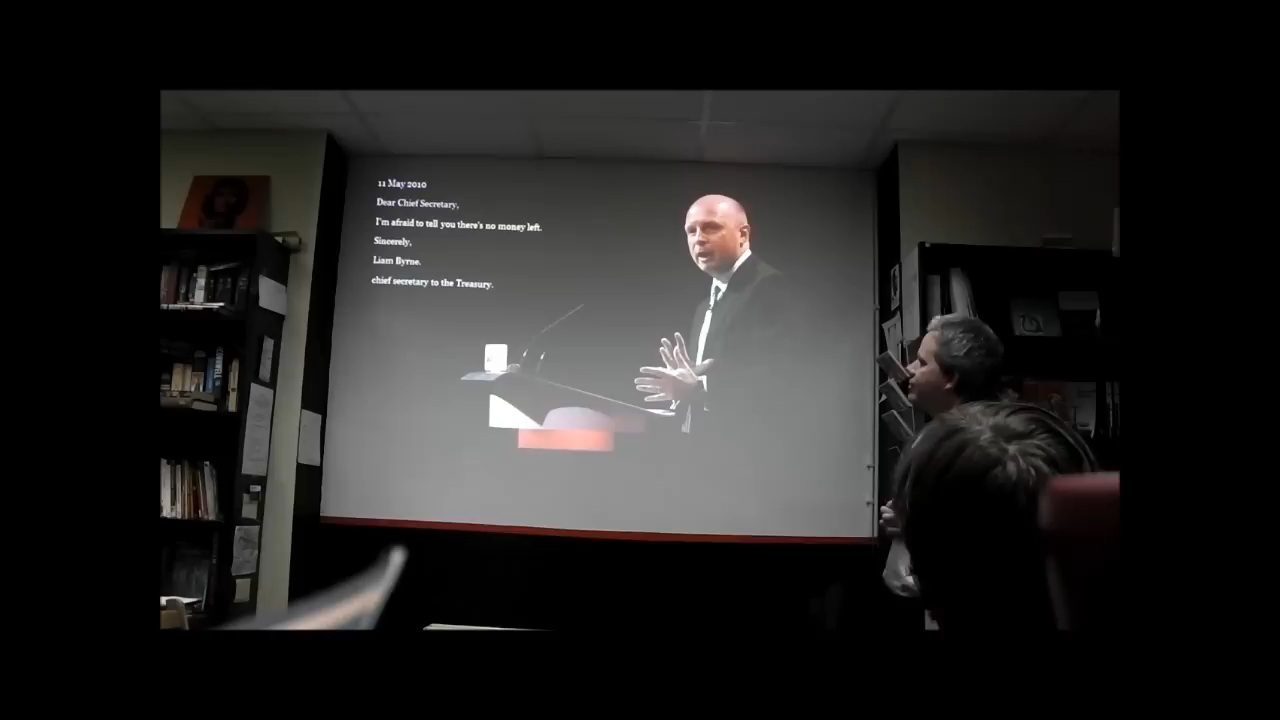 11 May 2010
Dear Chief Secretary,
I'm afraid to tell you there's no money left.
Sincerely,
Liam Byrne.
chief secretary to the Treasury.